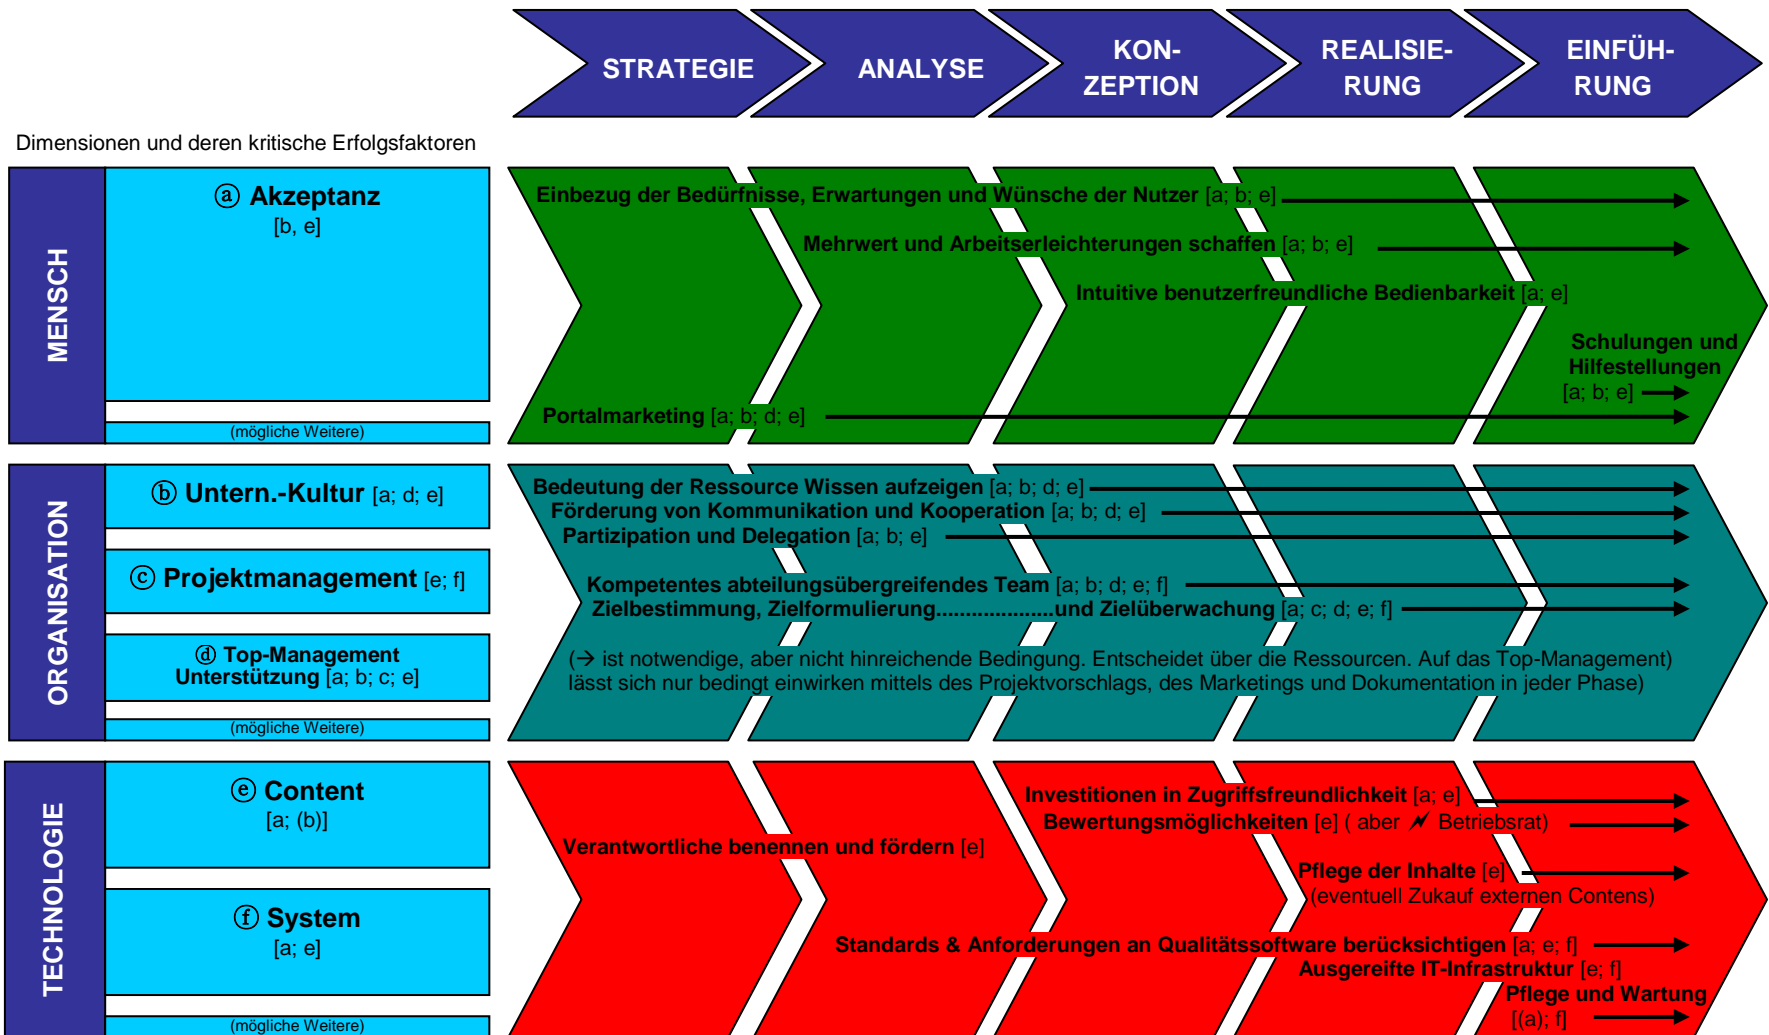 STRATEGIE
ANALYSE
KON-
ZEPTION
REALISIE-
RUNG
EINFÜH-
RUNG
Dimensionen und deren kritische Erfolgsfaktoren
MENSCH
ⓐ Akzeptanz
[b, e]
(mögliche Weitere)
Einbezug der Bedürfnisse, Erwartungen und Wünsche der Nutzer [a; b; e]
Mehrwert und Arbeitserleichterungen schaffen [a; b; e]
Intuitive benutzerfreundliche Bedienbarkeit [a; e]
Schulungen und
Hilfestellungen
[a; b; e]
Portalmarketing [a; b; d; e]
ORGANISATION
ⓑ Untern.-Kultur [a; d; e]
ⓒ Projektmanagement [e; f]
ⓓ Top-Management
Unterstützung [a; b; c; e]
(mögliche Weitere)
Bedeutung der Ressource Wissen aufzeigen [a; b; d; e]
Förderung von Kommunikation und Kooperation [a; b; d; e]
Partizipation und Delegation [a; b; e]
Kompetentes abteilungsübergreifendes Team [a; b; d; e; f]
Zielbestimmung, Zielformulierung....................und Zielüberwachung [a; c; d; e; f]
(→ ist notwendige, aber nicht hinreichende Bedingung. Entscheidet über die Ressourcen. Auf das Top-Management)
lässt sich nur bedingt einwirken mittels des Projektvorschlags, des Marketings und Dokumentation in jeder Phase)
TECHNOLOGIE
ⓔ Content
[a; (b)]
ⓕ System
[a; e]
(mögliche Weitere)
Investitionen in Zugriffsfreundlichkeit [a; e]
Bewertungsmöglichkeiten [e] ( aber Betriebsrat)
Verantwortliche benennen und fördern [e]
Pflege der Inhalte [e]
(eventuell Zukauf externen Contens)
Standards & Anforderungen an Qualitätssoftware berücksichtigen [a; e; f]
Ausgereifte IT-Infrastruktur [e; f]
Pflege und Wartung
[(a); f]